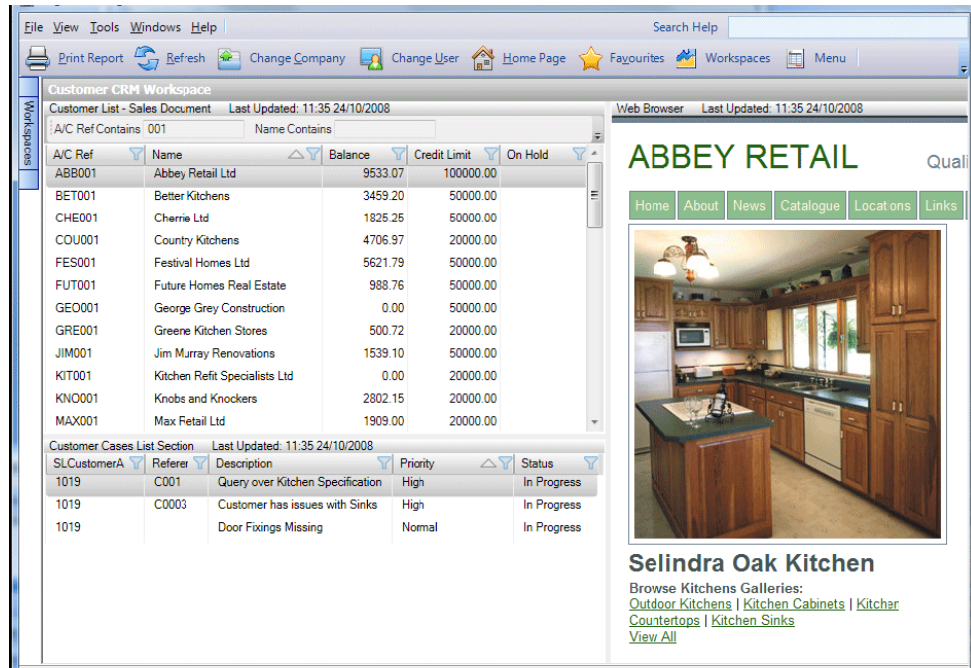 File View Tools Windows Help Search Help
Print Report Refresh Change Company Change User Home Page Favourites Workspaces Menu
Workspaces
Customer CRM Workspace
Customer List - Sales Document Last Updated: 11:35 24/10/2008
A/C Ref Contains 001 Name Contains
A/C Ref Name Balance Credit Limit On Hold
ABB001 Abbey Retail Ltd 9533.07 100000.00
BET001 Better Kitchens 3459.20 50000.00
CHE001 Cherrie Ltd 1825.25 50000.00
COU001 Country Kitchens 4706.97 20000.00
FES001 Festival Homes Ltd 5621.79 50000.00
FUT001 Future Homes Real Estate 988.76 50000.00
GEO001 George Grey Construction 0.00 50000.00
GRE001 Greene Kitchen Stores 500.72 20000.00
JIM001 Jim Murray Renovations 1539.10 50000.00
KIT001 Kitchen Refit Specialists Ltd 0.00 20000.00
KNO001 Knobs and Knockers 2802.15 20000.00
MAX001 Max Retail Ltd 1909.00 20000.00
Customer Cases List Section Last Updated: 11:35 24/10/2008
SLCustomerA Referer Description Priority Status
1019 C001 Query over Kitchen Specification High In Progress
1019 C0003 Customer has issues with Sinks High In Progress
1019 Door Fixings Missing Normal In Progress
Web Browser Last Updated: 11:35 24/10/2008
ABBEY RETAIL Quali
Home About News Catalogue Locations Links
Selindra Oak Kitchen
Browse Kitchens Galleries:
Outdoor Kitchens | Kitchen Cabinets | Kitchen
Countertops | Kitchen Sinks
View All